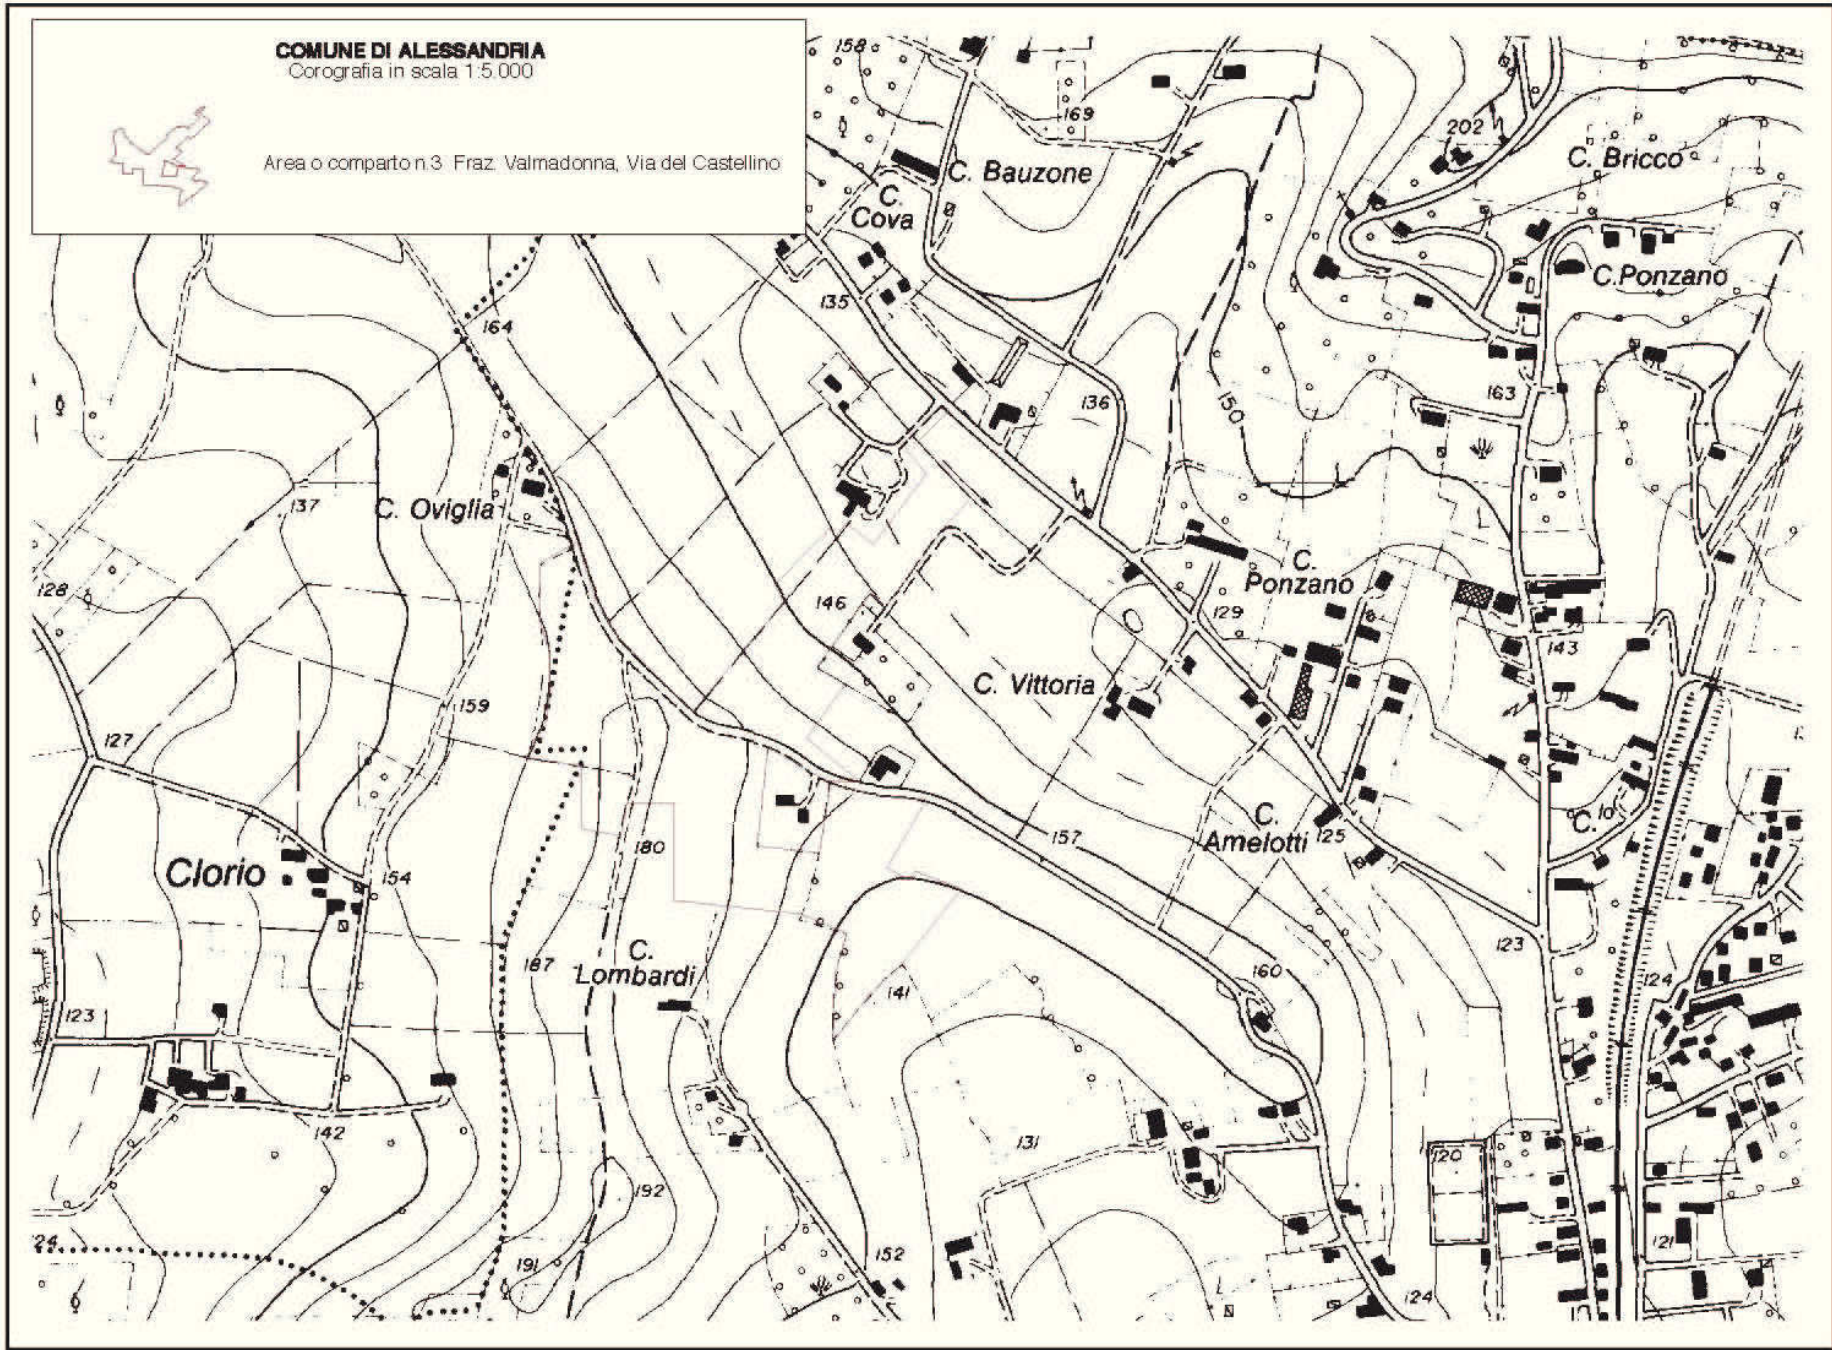 COMUNE DI ALESSANDRIA
Corografia in scala 1:5.000
Area o comparto n.3 Fraz. Valmadonna, Via del Castellino
158
169
202
C. Bricco
C. Bauzone
C.
Cova
C. Ponzano
135
164
136
150
163
C. Oviglia
137
128
146
C.
Ponzano
129
143
C. Vittoria
159
127
C.
Amelotti
125
157
180
Clorio
154
C.
Lombardi
187
123
160
141
124
123
142
131
120
192
152
124
191
121
124